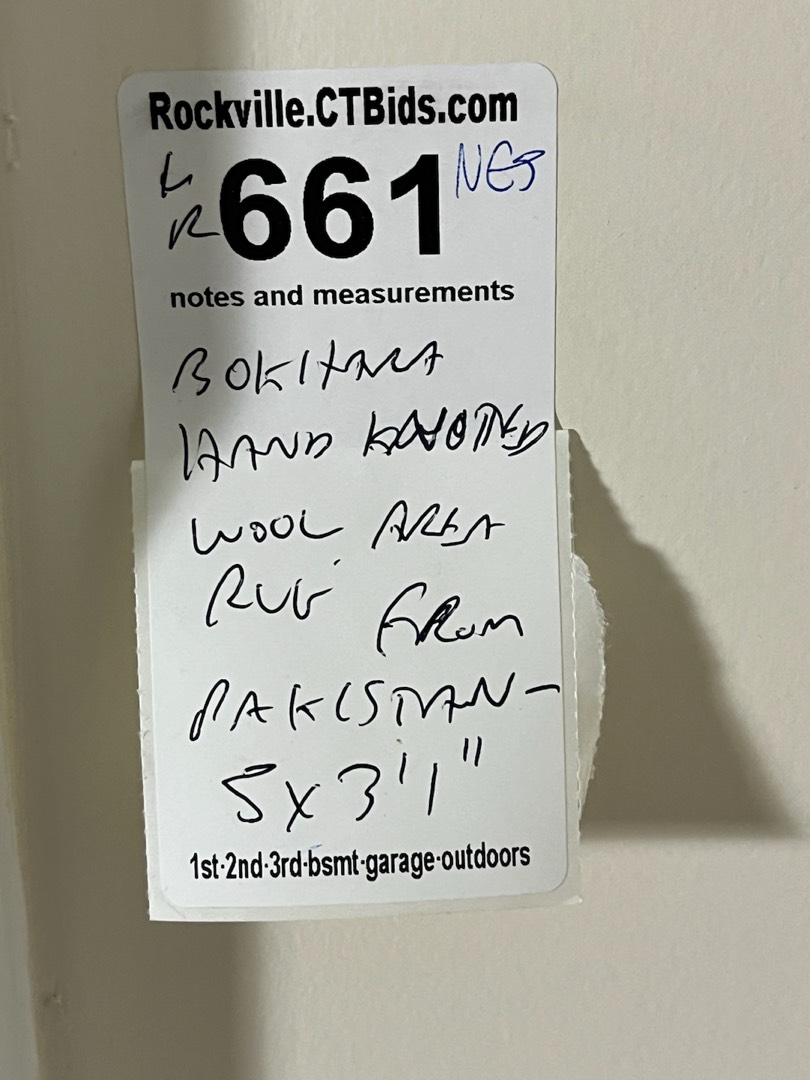 Rockville.CTBids.com
L
R
661
notes and measurements
BOKHARA
HAND KNOTTED
WOOL AREA
RUG FROM
PAKISTAN-
5x3'1"
1st·2nd·3rd·bsmt·garage·outdoors